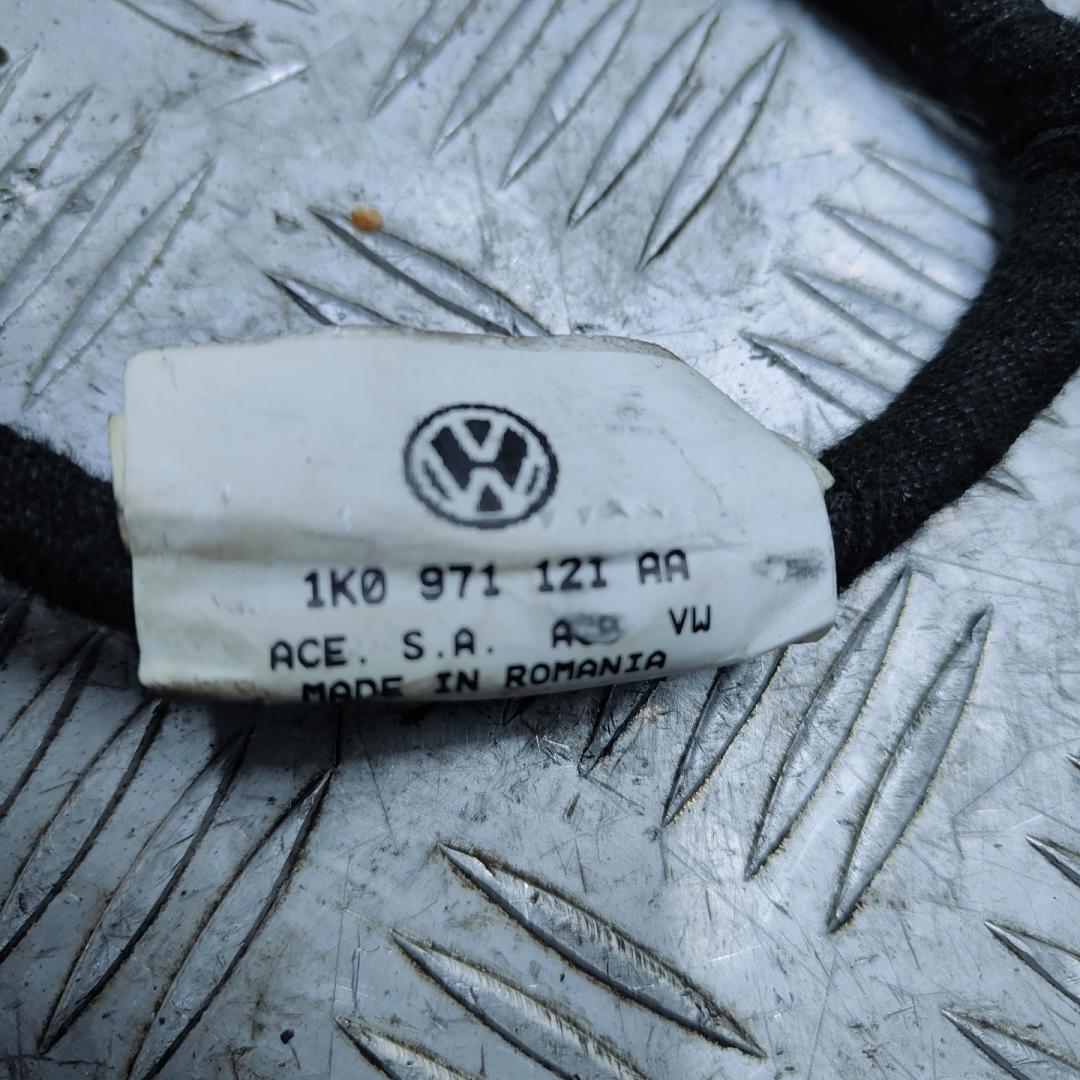 1K0 971 121 AA
ACE. S.A. VW
MADE IN ROMANIA